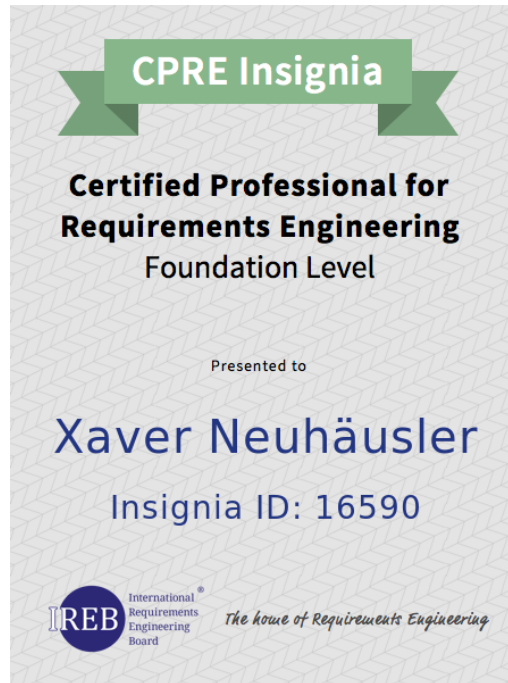 CPRE Insignia
Certified Professional for
Requirements Engineering
Foundation Level
Presented to
Xaver Neuhäusler
Insignia ID: 16590
IREB
International ®
Requirements
Engineering
Board
The home of Requirements Engineering